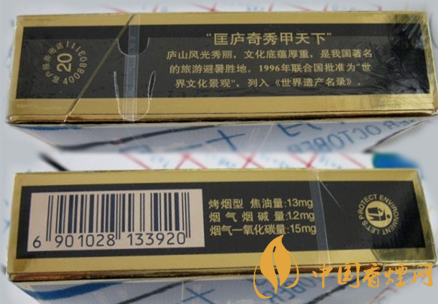 "匡庐奇秀甲天下"
庐山风光秀丽，文化底蕴厚重，是我国著名
的旅游避暑胜地。1996年联合国批准为"世
界文化景观"，列入《世界遗产名录》。
20
烤烟型 焦油量:13mg
烟气烟碱量:1.2mg
烟气一氧化碳量:15mg
6 901028 133920
PROTECT ENVIRONMENT
中国香烟网